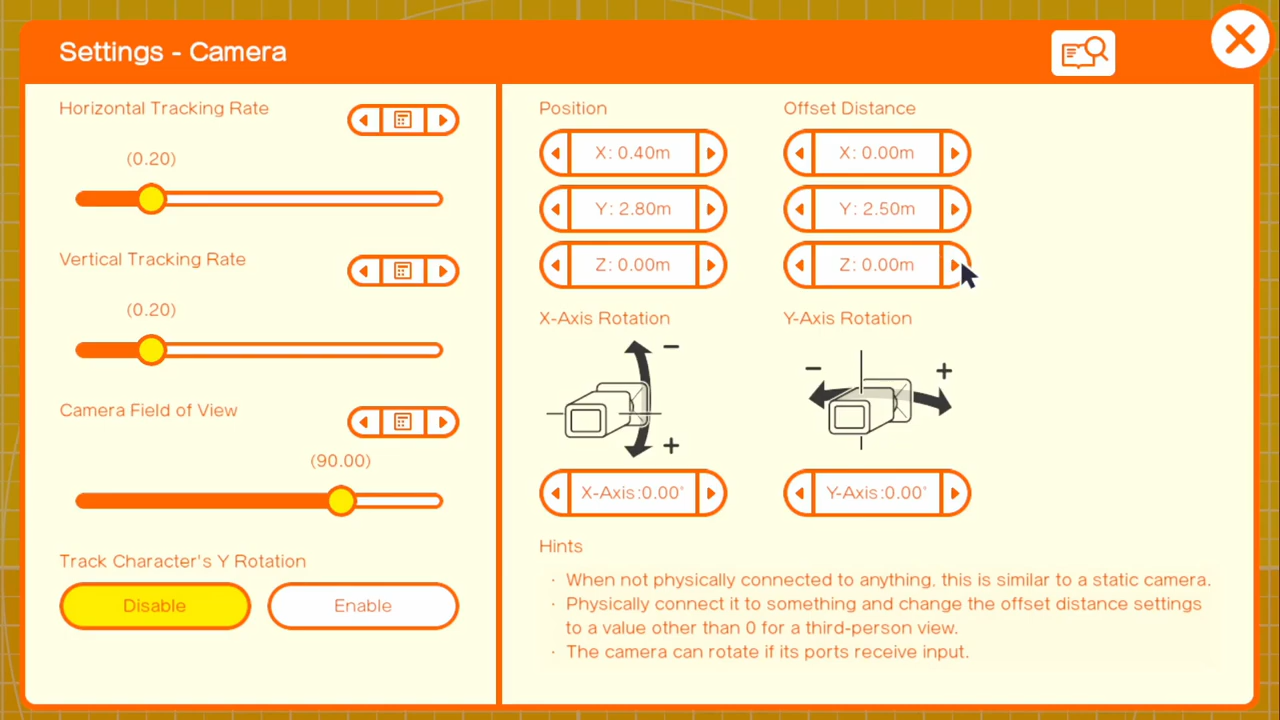 Settings - Camera
Horizontal Tracking Rate
(0.20)
Vertical Tracking Rate
(0.20)
Camera Field of View
(90.00)
Track Character's Y Rotation
Disable
Enable
Position
X: 0.40m
Y: 2.80m
Z: 0.00m
Offset Distance
X: 0.00m
Y: 2.50m
Z: 0.00m
X-Axis Rotation
−
+
X-Axis:0.00°
Y-Axis Rotation
−
+
Y-Axis:0.00°
Hints
· When not physically connected to anything, this is similar to a static camera.
· Physically connect it to something and change the offset distance settings
to a value other than 0 for a third-person view.
· The camera can rotate if its ports receive input.